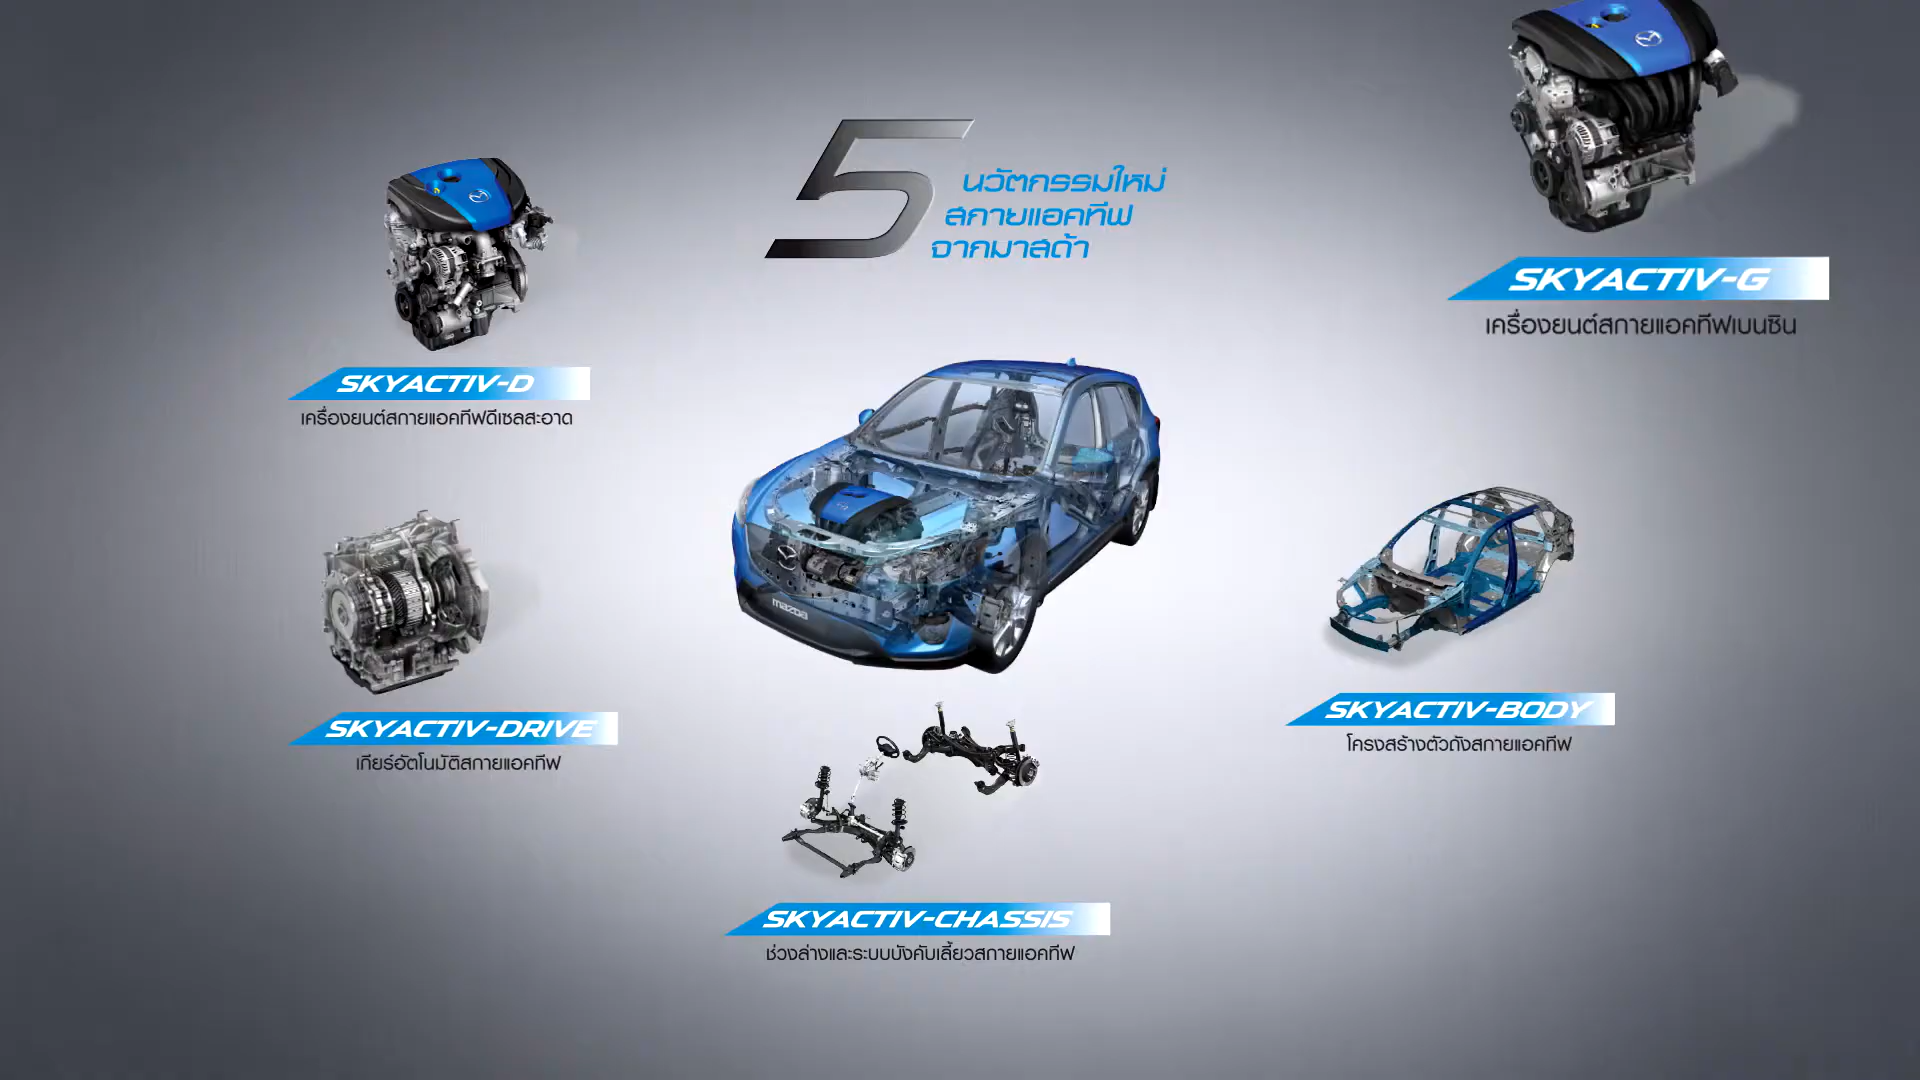 5
นวัตกรรมใหม่
สกายแอคทีฟ
จากมาสด้า
SKYACTIV-G
เครื่องยนต์สกายแอคทีฟเบนซิน
SKYACTIV-D
เครื่องยนต์สกายแอคทีฟดีเซลสะอาด
mazda
SKYACTIV-DRIVE
เกียร์อัตโนมัติสกายแอคทีฟ
SKYACTIV-BODY
โครงสร้างตัวถังสกายแอคทีฟ
SKYACTIV-CHASSIS
ช่วงล่างและระบบบังคับเลี้ยวสกายแอคทีฟ